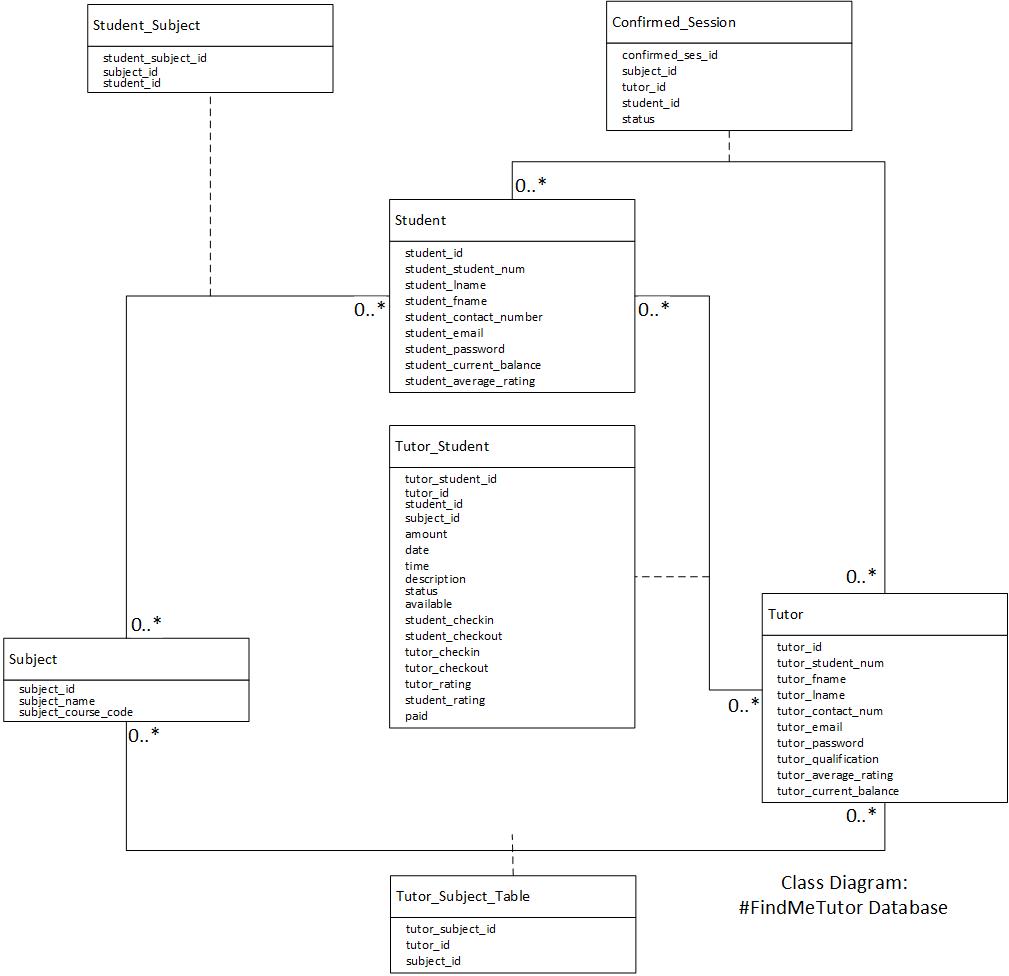 Student_Subject
student_subject_id
subject_id
student_id
Confirmed_Session
confirmed_ses_id
subject_id
tutor_id
student_id
status
0..*
Student
student_id
student_student_num
student_lname
student_fname
student_contact_number
student_email
student_password
student_current_balance
student_average_rating
0..*
0..*
Tutor_Student
tutor_student_id
tutor_id
student_id
subject_id
amount
date
time
description
status
available
student_checkin
student_checkout
tutor_checkin
tutor_checkout
tutor_rating
student_rating
paid
0..*
Subject
subject_id
subject_name
subject_course_code
0..*
0..*
Tutor
tutor_id
tutor_student_num
tutor_fname
tutor_lname
tutor_contact_num
tutor_email
tutor_password
tutor_qualification
tutor_average_rating
tutor_current_balance
0..*
0..*
Tutor_Subject_Table
tutor_subject_id
tutor_id
subject_id
Class Diagram:
#FindMeTutor Database